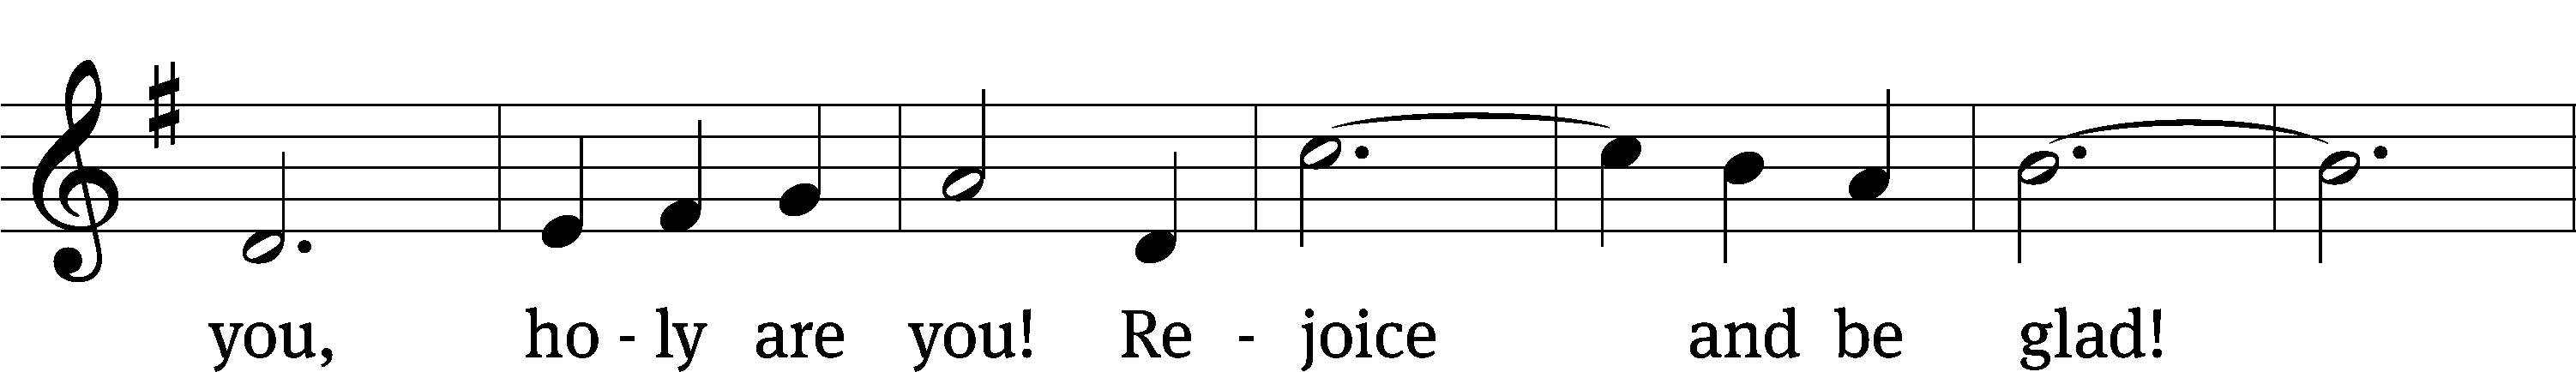 you, ho - ly are you! Re - joice and be glad!